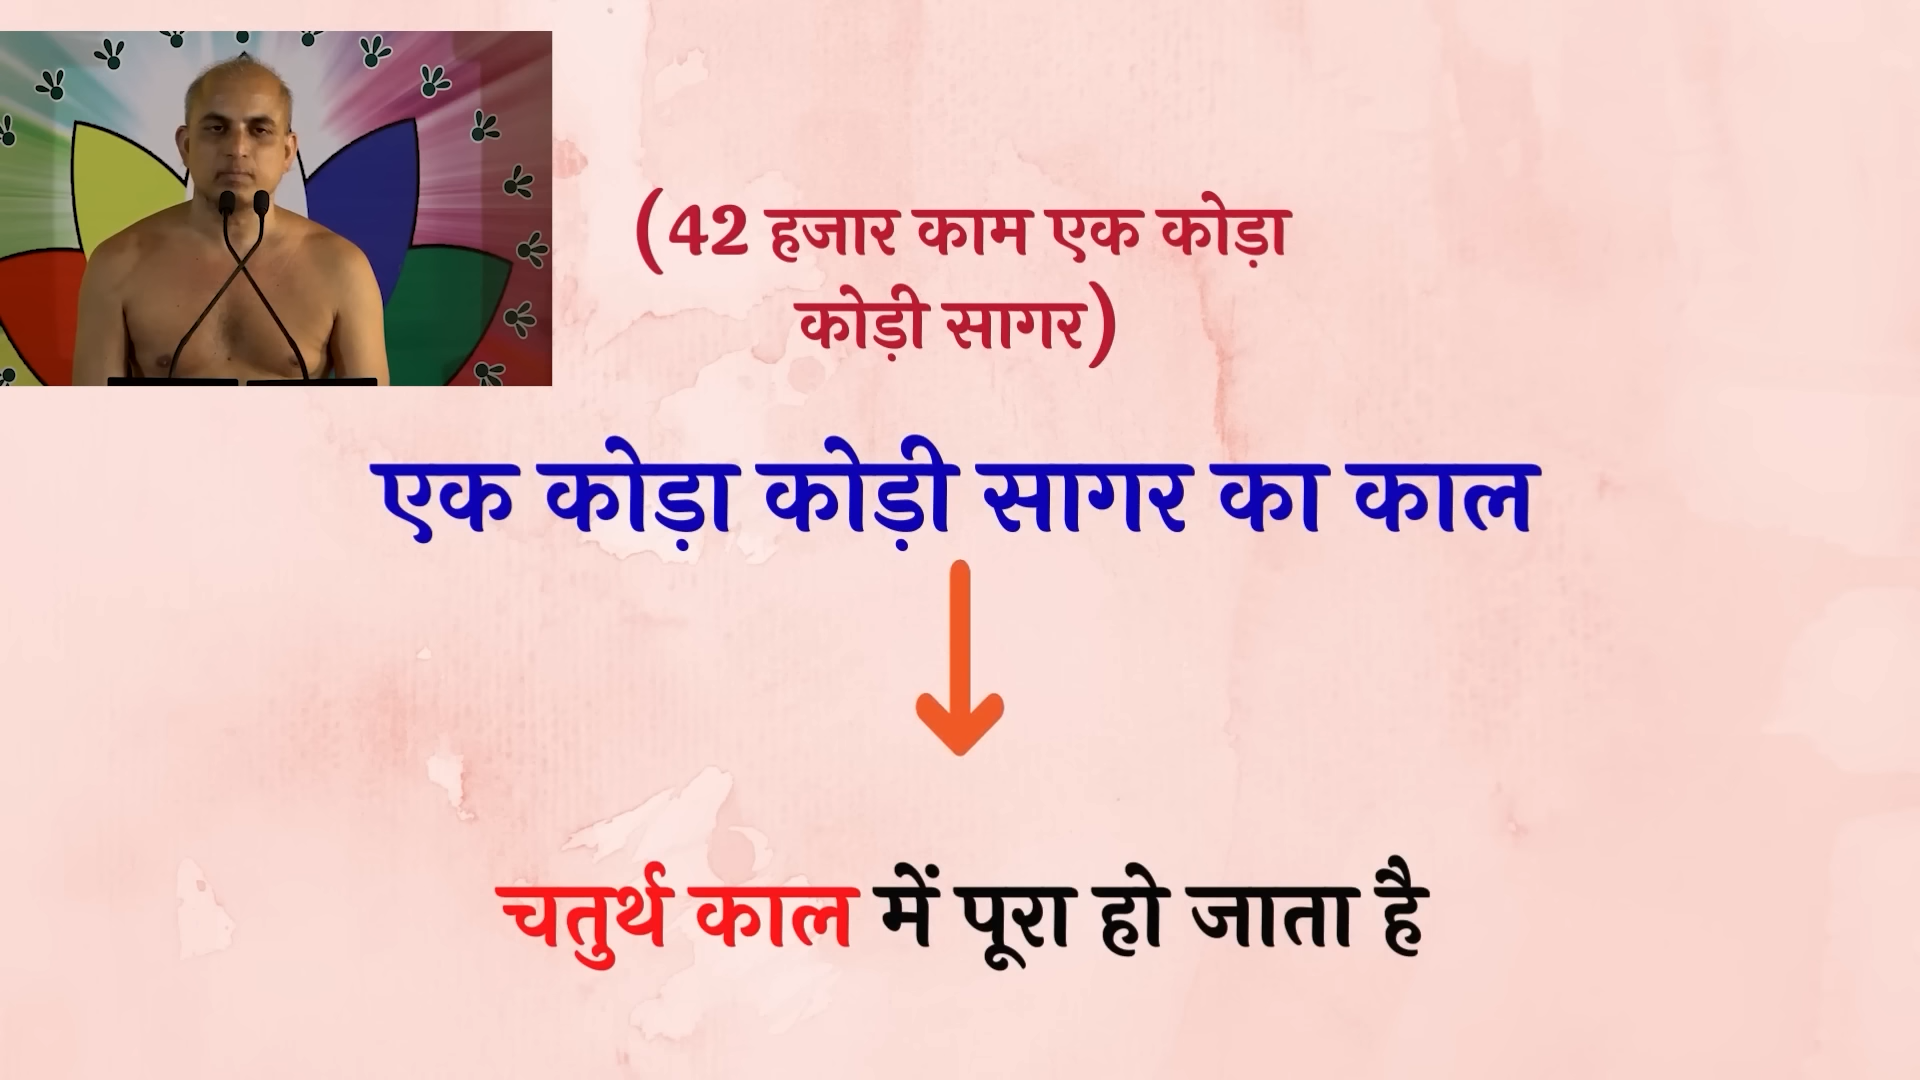 (42 हजार काम एक कोड़ा
कोड़ी सागर)
एक कोड़ा कोड़ी सागर का काल
चतुर्थ काल में पूरा हो जाता है